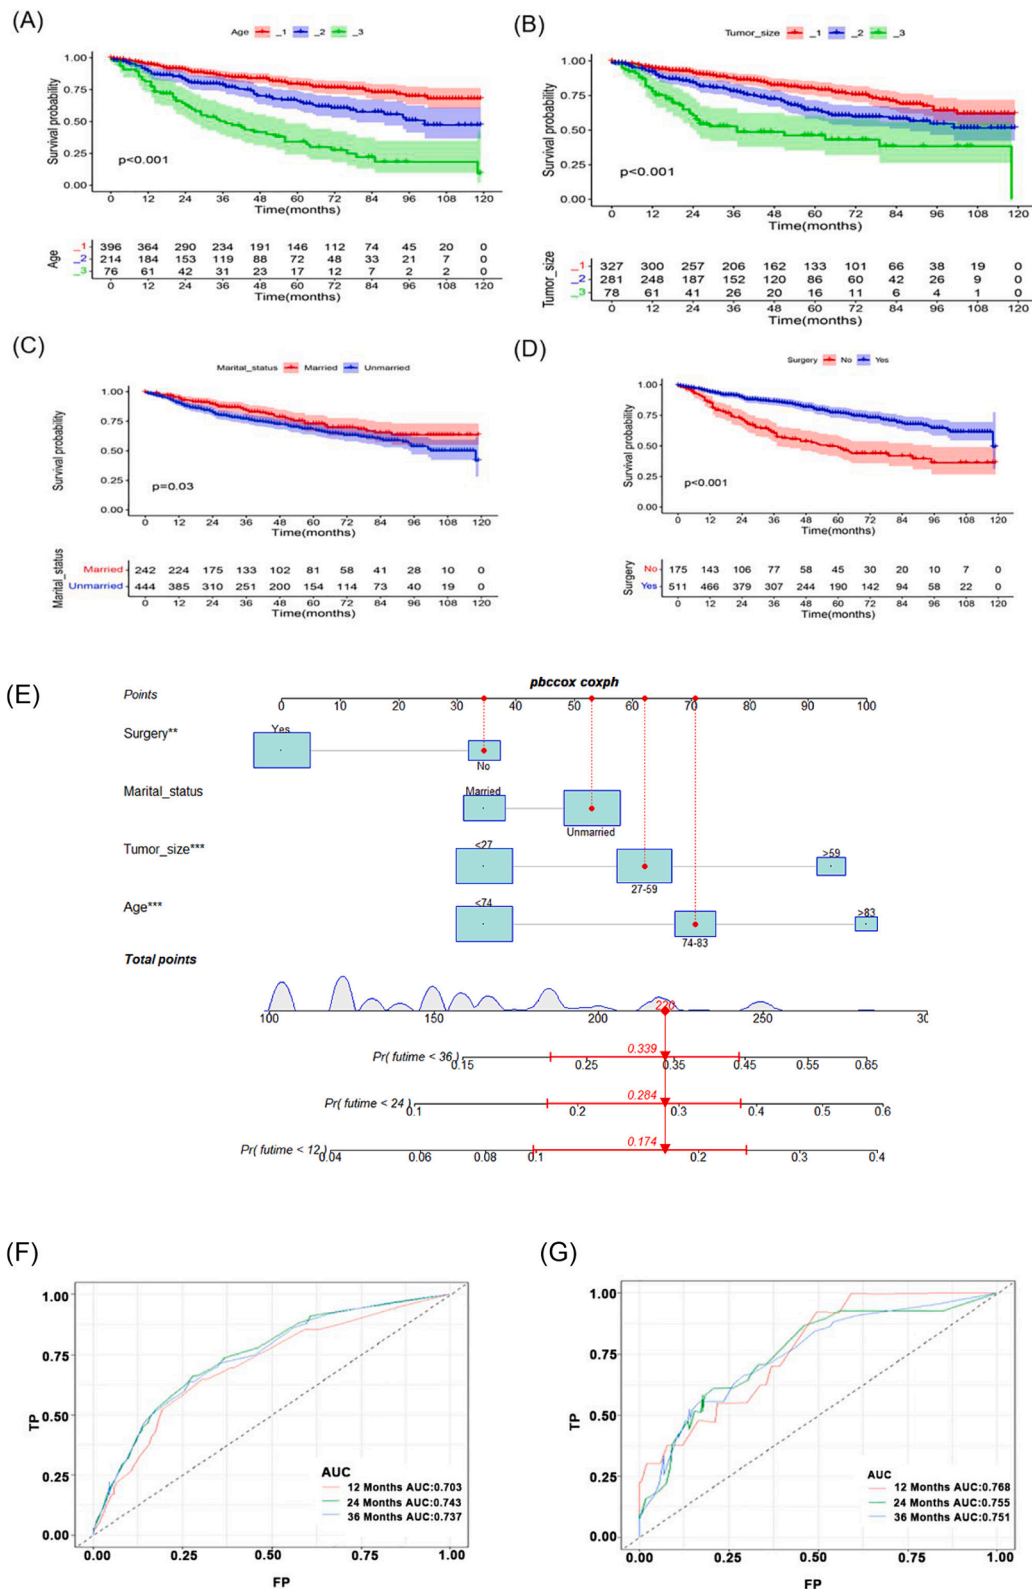 (A)
Age _1 _2 _3
Survival probability
1.00
0.75
0.50
0.25
0.00
p<0.001
0 12 24 36 48 60 72 84 96 108 120
Time(months)
Age
_1 396 364 290 234 191 146 112 74 45 20 0
_2 214 184 153 119 88 72 48 33 21 7 0
_3 76 61 42 31 23 17 12 7 2 2 0
0 12 24 36 48 60 72 84 96 108 120
Time(months)
(B)
Tumor_size _1 _2 _3
Survival probability
1.00
0.75
0.50
0.25
0.00
p<0.001
0 12 24 36 48 60 72 84 96 108 120
Time(months)
Tumor_size
_1 327 300 257 206 162 133 101 66 38 19 0
_2 281 248 187 152 120 86 60 42 26 9 0
_3 78 61 41 26 20 16 11 6 4 1 0
0 12 24 36 48 60 72 84 96 108 120
Time(months)
(C)
Marital_status Married Unmarried
Survival probability
1.00
0.75
0.50
0.25
0.00
p=0.03
0 12 24 36 48 60 72 84 96 108 120
Time(months)
Marital_status
Married 242 224 175 133 102 81 58 41 28 10 0
Unmarried 444 385 310 251 200 154 114 73 40 19 0
0 12 24 36 48 60 72 84 96 108 120
Time(months)
(D)
Surgery No Yes
Survival probability
1.00
0.75
0.50
0.25
0.00
p<0.001
0 12 24 36 48 60 72 84 96 108 120
Time(months)
Surgery
No 175 143 106 77 58 45 30 20 10 7 0
Yes 511 466 379 307 244 190 142 94 58 22 0
0 12 24 36 48 60 72 84 96 108 120
Time(months)
(E)
pbccox coxph
Points
0 10 20 30 40 50 60 70 80 90 100
Surgery**
Yes
No
Marital_status
Married
Unmarried
Tumor_size***
<27
27-59
>59
Age***
<74
74-83
>83
Total points
220
100 150 200 250 30
0.339
Pr( futime < 36 )
0.15 0.25 0.35 0.45 0.55 0.65
0.284
Pr( futime < 24 )
0.1 0.2 0.3 0.4 0.5 0.6
0.174
Pr( futime < 12 )
0.04 0.06 0.08 0.1 0.2 0.3 0.4
(F)
TP
1.00
0.75
0.50
0.25
0.00
AUC
12 Months AUC:0.703
24 Months AUC:0.743
36 Months AUC:0.737
0.00 0.25 0.50 0.75 1.00
FP
(G)
TP
1.00
0.75
0.50
0.25
0.00
AUC
12 Months AUC:0.768
24 Months AUC:0.755
36 Months AUC:0.751
0.00 0.25 0.50 0.75 1.00
FP